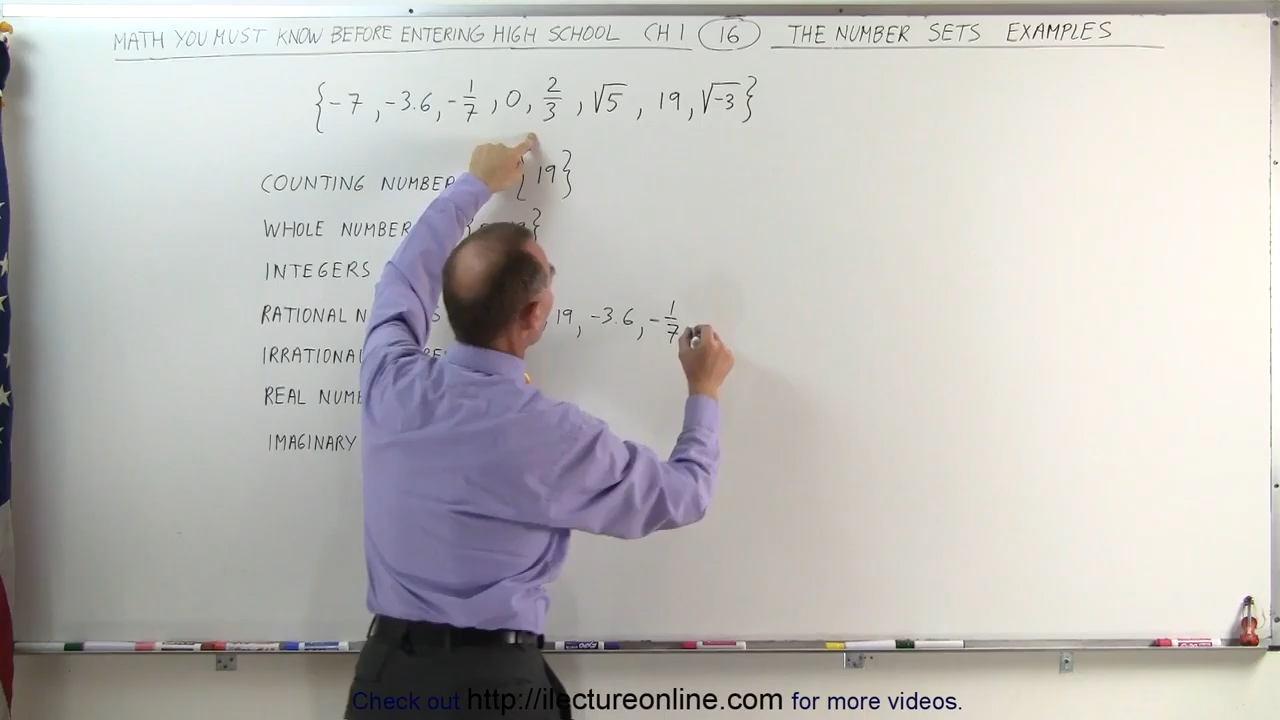 MATH YOU MUST KNOW BEFORE ENTERING HIGH SCHOOL CH 1 16 THE NUMBER SETS EXAMPLES
{-7, -3.6, -1/7, 0, 2/3, √5, 19, √-3}
COUNTING NUMBER {19}
WHOLE NUMBER { }
INTEGERS
RATIONAL N 19, -3.6, -1/7
IRRATIONAL
REAL NUM
IMAGINARY
Check out http://ilectureonline.com for more videos.